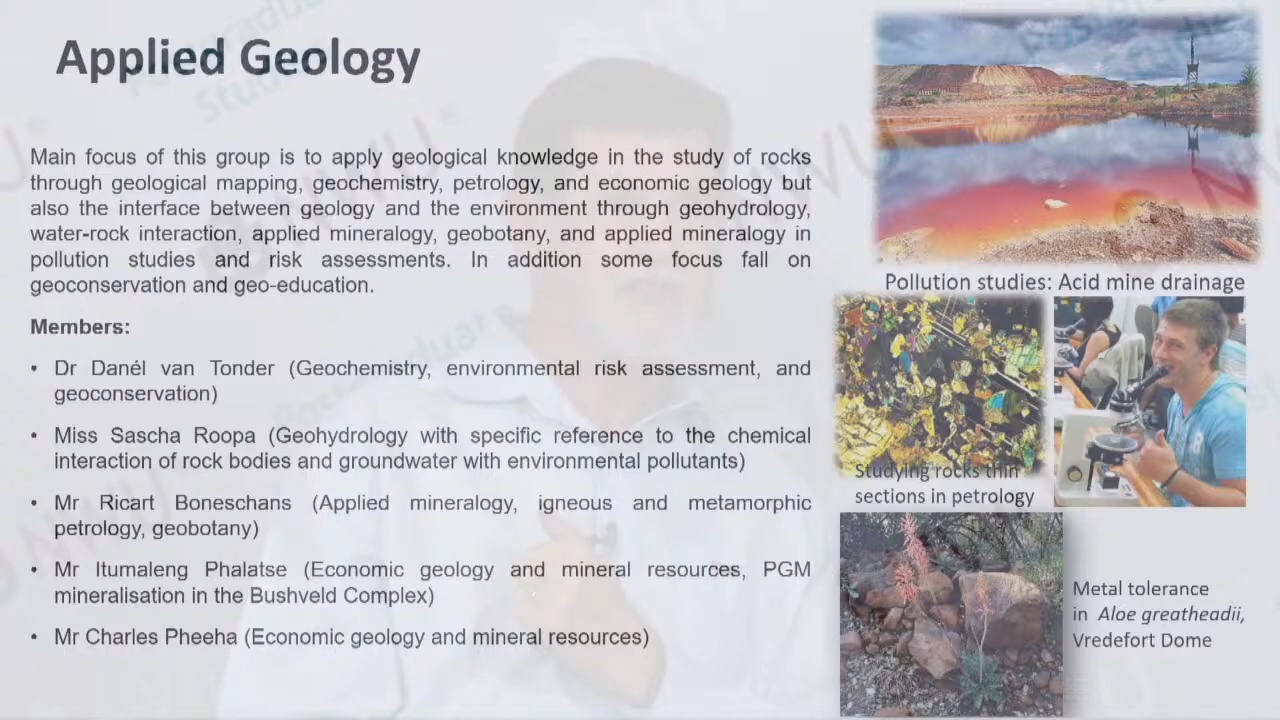 Applied Geology
Main focus of this group is to apply geological knowledge in the study of rocks
through geological mapping, geochemistry, petrology, and economic geology but
also the interface between geology and the environment through geohydrology,
water-rock interaction, applied mineralogy, geobotany, and applied mineralogy in
pollution studies and risk assessments. In addition some focus fall on
geoconservation and geo-education.
Members:
• Dr Danél van Tonder (Geochemistry, environmental risk assessment, and
geoconservation)
• Miss Sascha Roopa (Geohydrology with specific reference to the chemical
interaction of rock bodies and groundwater with environmental pollutants)
• Mr Ricart Boneschans (Applied mineralogy, igneous and metamorphic
petrology, geobotany)
• Mr Itumaleng Phalatse (Economic geology and mineral resources, PGM
mineralisation in the Bushveld Complex)
• Mr Charles Pheeha (Economic geology and mineral resources)
Pollution studies: Acid mine drainage
Studying rocks thin
sections in petrology
Metal tolerance
in Aloe greatheadii,
Vredefort Dome